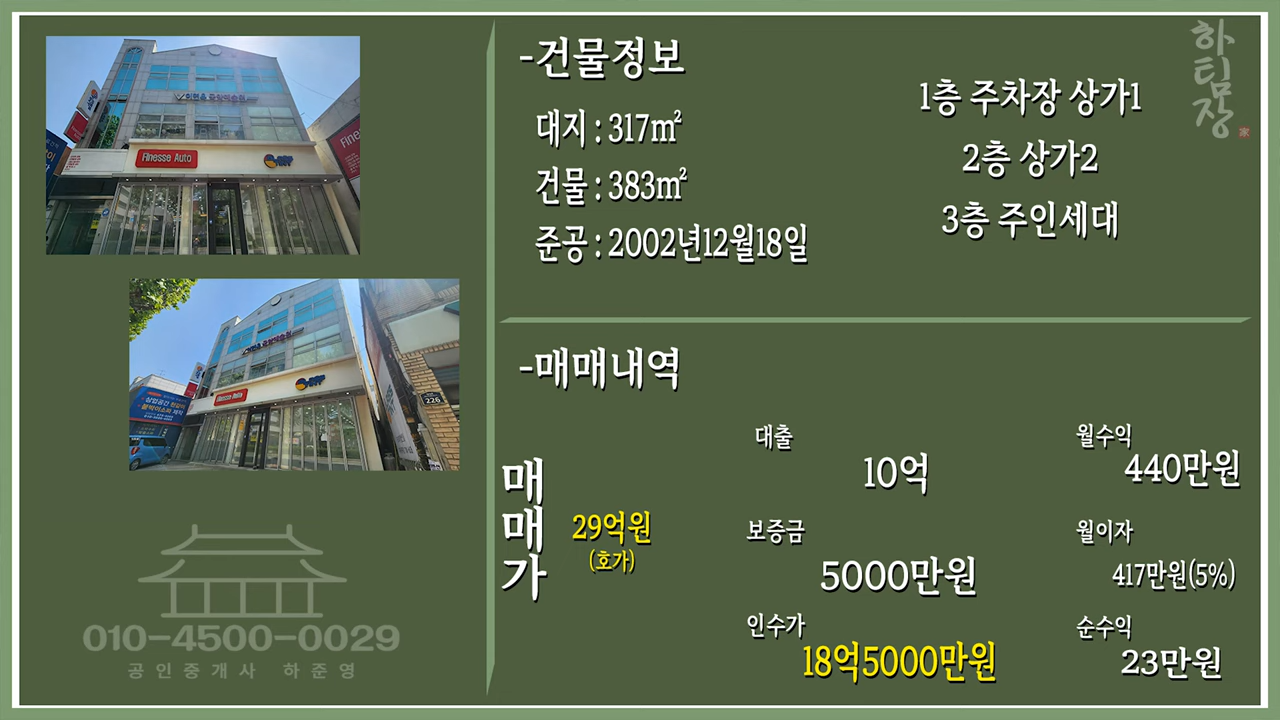 -건물정보
대지 : 317㎡
건물 : 383㎡
준공 : 2002년12월18일
1층 주차장 상가1
2층 상가2
3층 주인세대
하팀장
家
Finesse Auto
Finesse Auto
226
-매매내역
매매가
29억원
(호가)
대출
10억
보증금
5000만원
인수가
18억5000만원
월수익
440만원
월이자
417만원(5%)
순수익
23만원
010-4500-0029
공인중개사 하준영